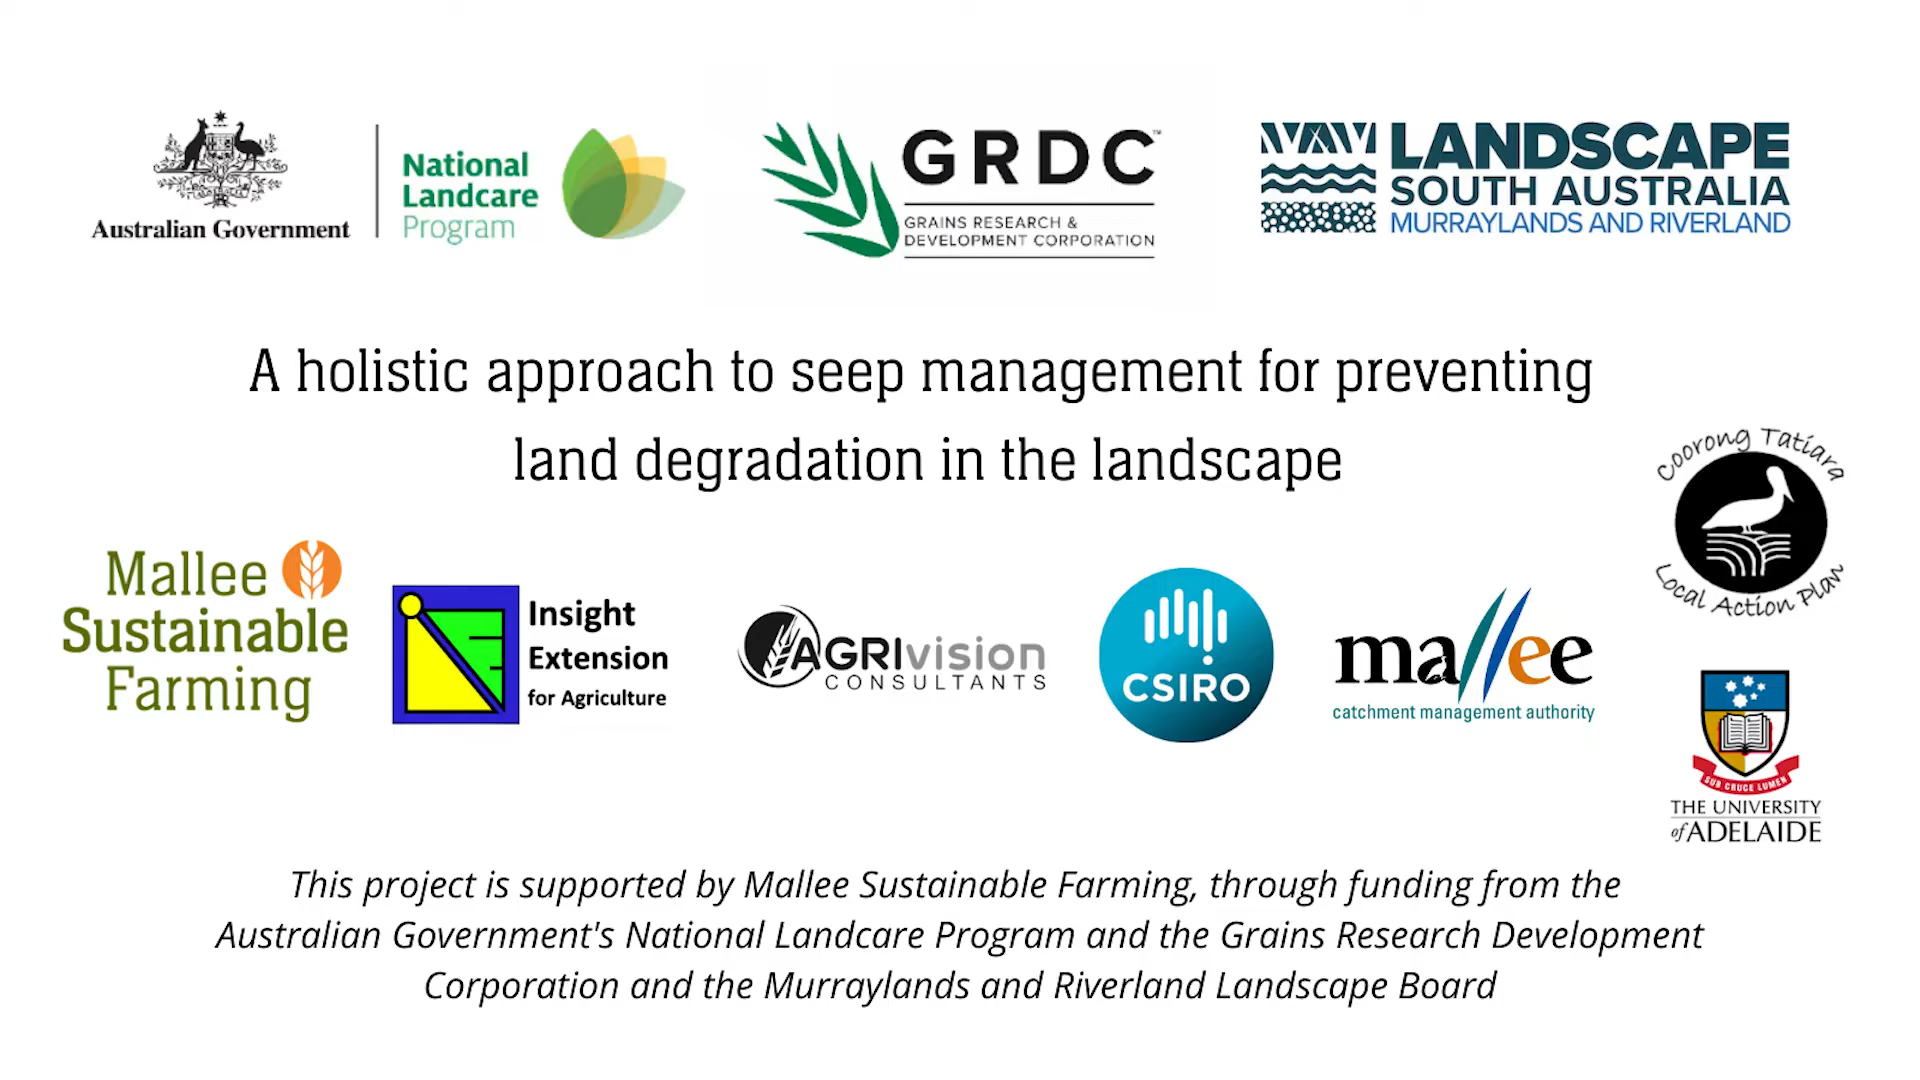 Australian Government
National
Landcare
Program
GRDC™
GRAINS RESEARCH &
DEVELOPMENT CORPORATION
LANDSCAPE
SOUTH AUSTRALIA
MURRAYLANDS AND RIVERLAND
A holistic approach to seep management for preventing
land degradation in the landscape
Coorong Tatiara
Local Action Plan
Mallee
Sustainable
Farming
Insight
Extension
for Agriculture
AGRIvision
CONSULTANTS
CSIRO
mallee
catchment management authority
SUB CRUCE LUMEN
THE UNIVERSITY
of ADELAIDE
This project is supported by Mallee Sustainable Farming, through funding from the
Australian Government's National Landcare Program and the Grains Research Development
Corporation and the Murraylands and Riverland Landscape Board